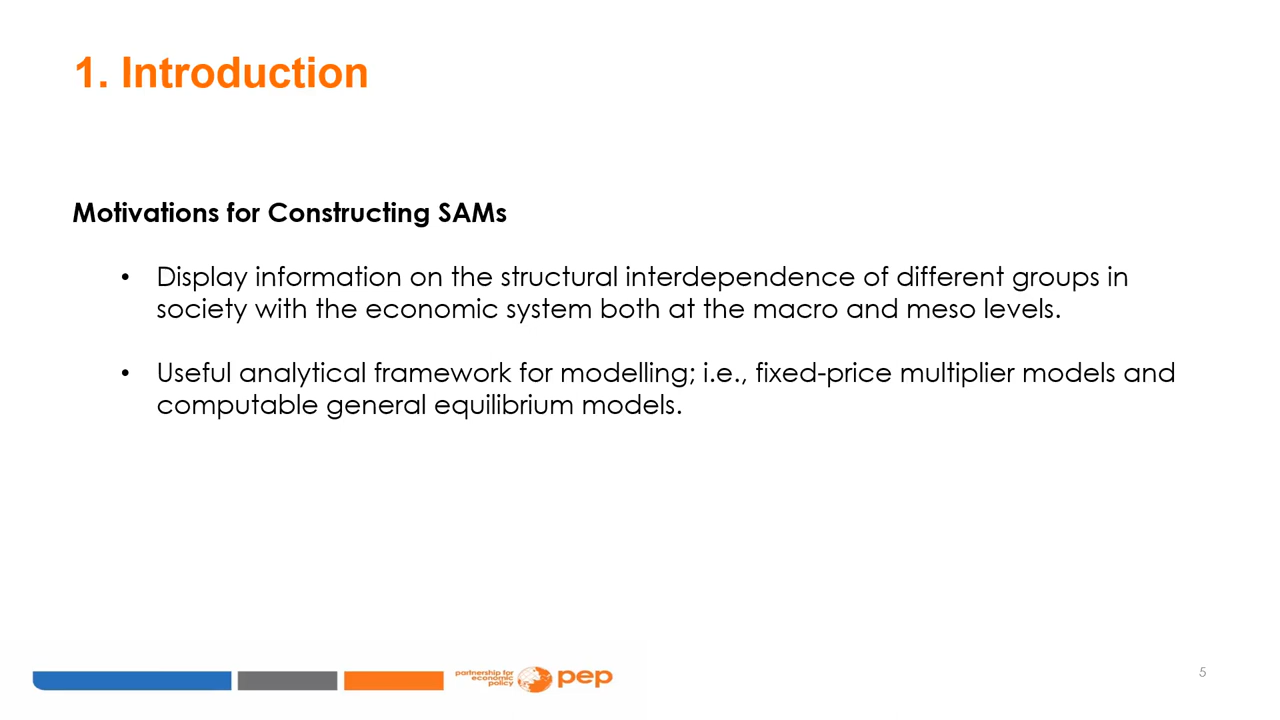 1. Introduction
Motivations for Constructing SAMs
• Display information on the structural interdependence of different groups in
society with the economic system both at the macro and meso levels.
• Useful analytical framework for modelling; i.e., fixed-price multiplier models and
computable general equilibrium models.
partnership for
economic
policy
pep
5